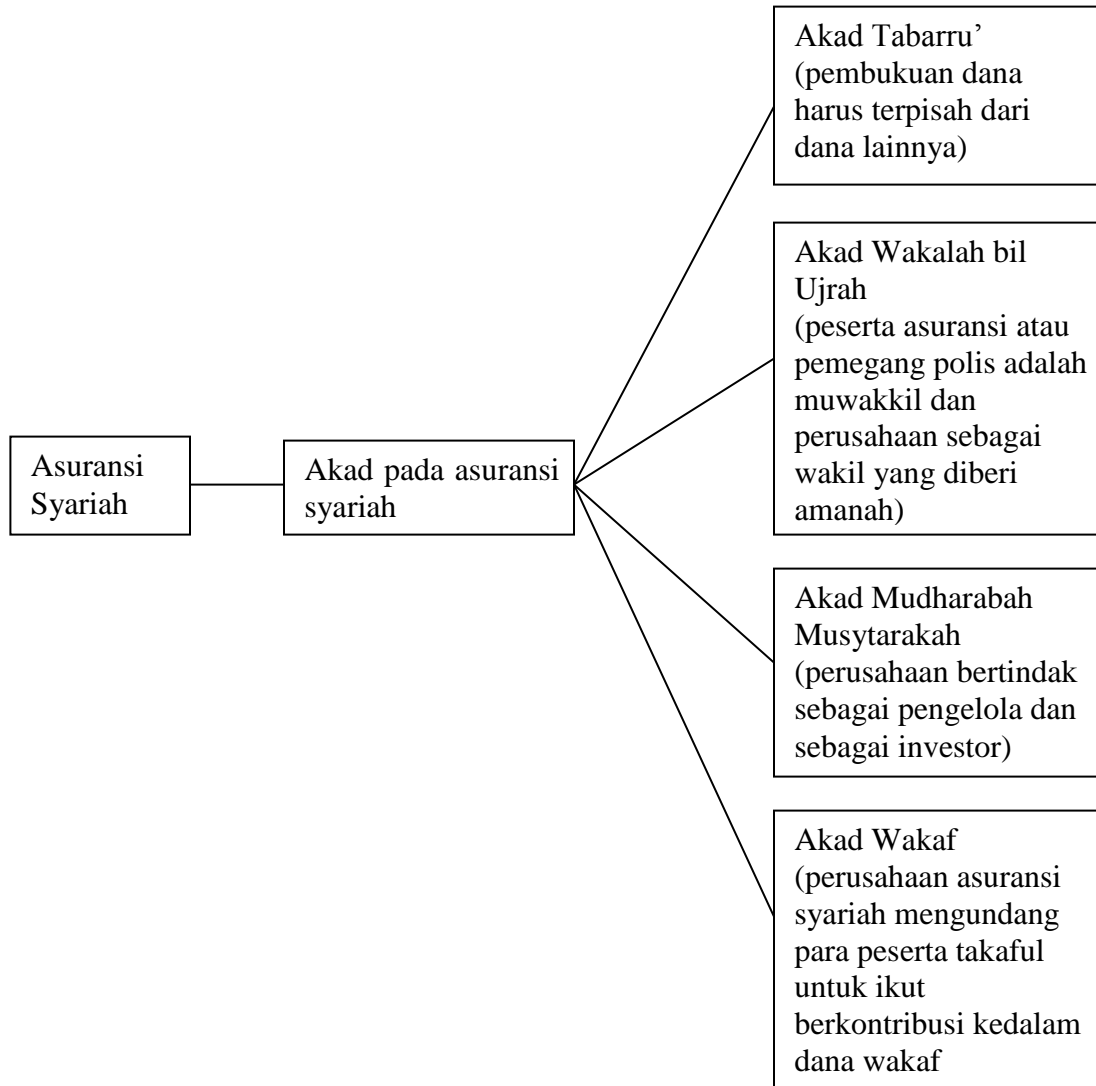 Asuransi
Syariah
Akad pada asuransi
syariah
Akad Tabarru’
(pembukuan dana
harus terpisah dari
dana lainnya)
Akad Wakalah bil
Ujrah
(peserta asuransi atau
pemegang polis adalah
muwakkil dan
perusahaan sebagai
wakil yang diberi
amanah)
Akad Mudharabah
Musytarakah
(perusahaan bertindak
sebagai pengelola dan
sebagai investor)
Akad Wakaf
(perusahaan asuransi
syariah mengundang
para peserta takaful
untuk ikut
berkontribusi kedalam
dana wakaf